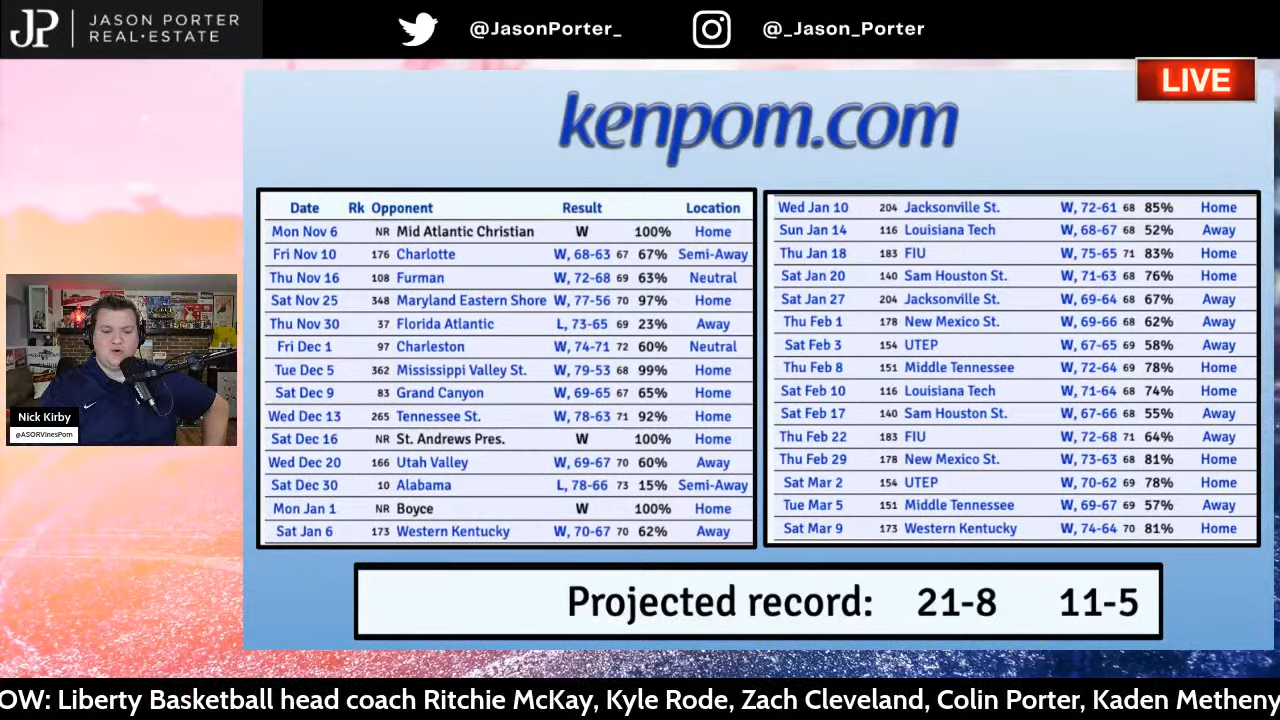 JP JASON PORTER
REAL•ESTATE
@JasonPorter_
@_Jason_Porter
LIVE
kenpom.com
Date Rk Opponent Result Location
Mon Nov 6 NR Mid Atlantic Christian W 100% Home
Fri Nov 10 176 Charlotte W, 68-63 67 67% Semi-Away
Thu Nov 16 108 Furman W, 72-68 69 63% Neutral
Sat Nov 25 348 Maryland Eastern Shore W, 77-56 70 97% Home
Thu Nov 30 37 Florida Atlantic L, 73-65 69 23% Away
Fri Dec 1 97 Charleston W, 74-71 72 60% Neutral
Tue Dec 5 362 Mississippi Valley St. W, 79-53 68 99% Home
Sat Dec 9 83 Grand Canyon W, 69-65 67 65% Home
Wed Dec 13 265 Tennessee St. W, 78-63 71 92% Home
Sat Dec 16 NR St. Andrews Pres. W 100% Home
Wed Dec 20 166 Utah Valley W, 69-67 70 60% Away
Sat Dec 30 10 Alabama L, 78-66 73 15% Semi-Away
Mon Jan 1 NR Boyce W 100% Home
Sat Jan 6 173 Western Kentucky W, 70-67 70 62% Away
Wed Jan 10 204 Jacksonville St. W, 72-61 68 85% Home
Sun Jan 14 116 Louisiana Tech W, 68-67 68 52% Away
Thu Jan 18 183 FIU W, 75-65 71 83% Home
Sat Jan 20 140 Sam Houston St. W, 71-63 68 76% Home
Sat Jan 27 204 Jacksonville St. W, 69-64 68 67% Away
Thu Feb 1 178 New Mexico St. W, 69-66 68 62% Away
Sat Feb 3 154 UTEP W, 67-65 69 58% Away
Thu Feb 8 151 Middle Tennessee W, 72-64 69 78% Home
Sat Feb 10 116 Louisiana Tech W, 71-64 68 74% Home
Sat Feb 17 140 Sam Houston St. W, 67-66 68 55% Away
Thu Feb 22 183 FIU W, 72-68 71 64% Away
Thu Feb 29 178 New Mexico St. W, 73-63 68 81% Home
Sat Mar 2 154 UTEP W, 70-62 69 78% Home
Tue Mar 5 151 Middle Tennessee W, 69-67 69 57% Away
Sat Mar 9 173 Western Kentucky W, 74-64 70 81% Home
Projected record: 21-8 11-5
Nick Kirby
@ASORVinesPom
OW: Liberty Basketball head coach Ritchie McKay, Kyle Rode, Zach Cleveland, Colin Porter, Kaden Metheny